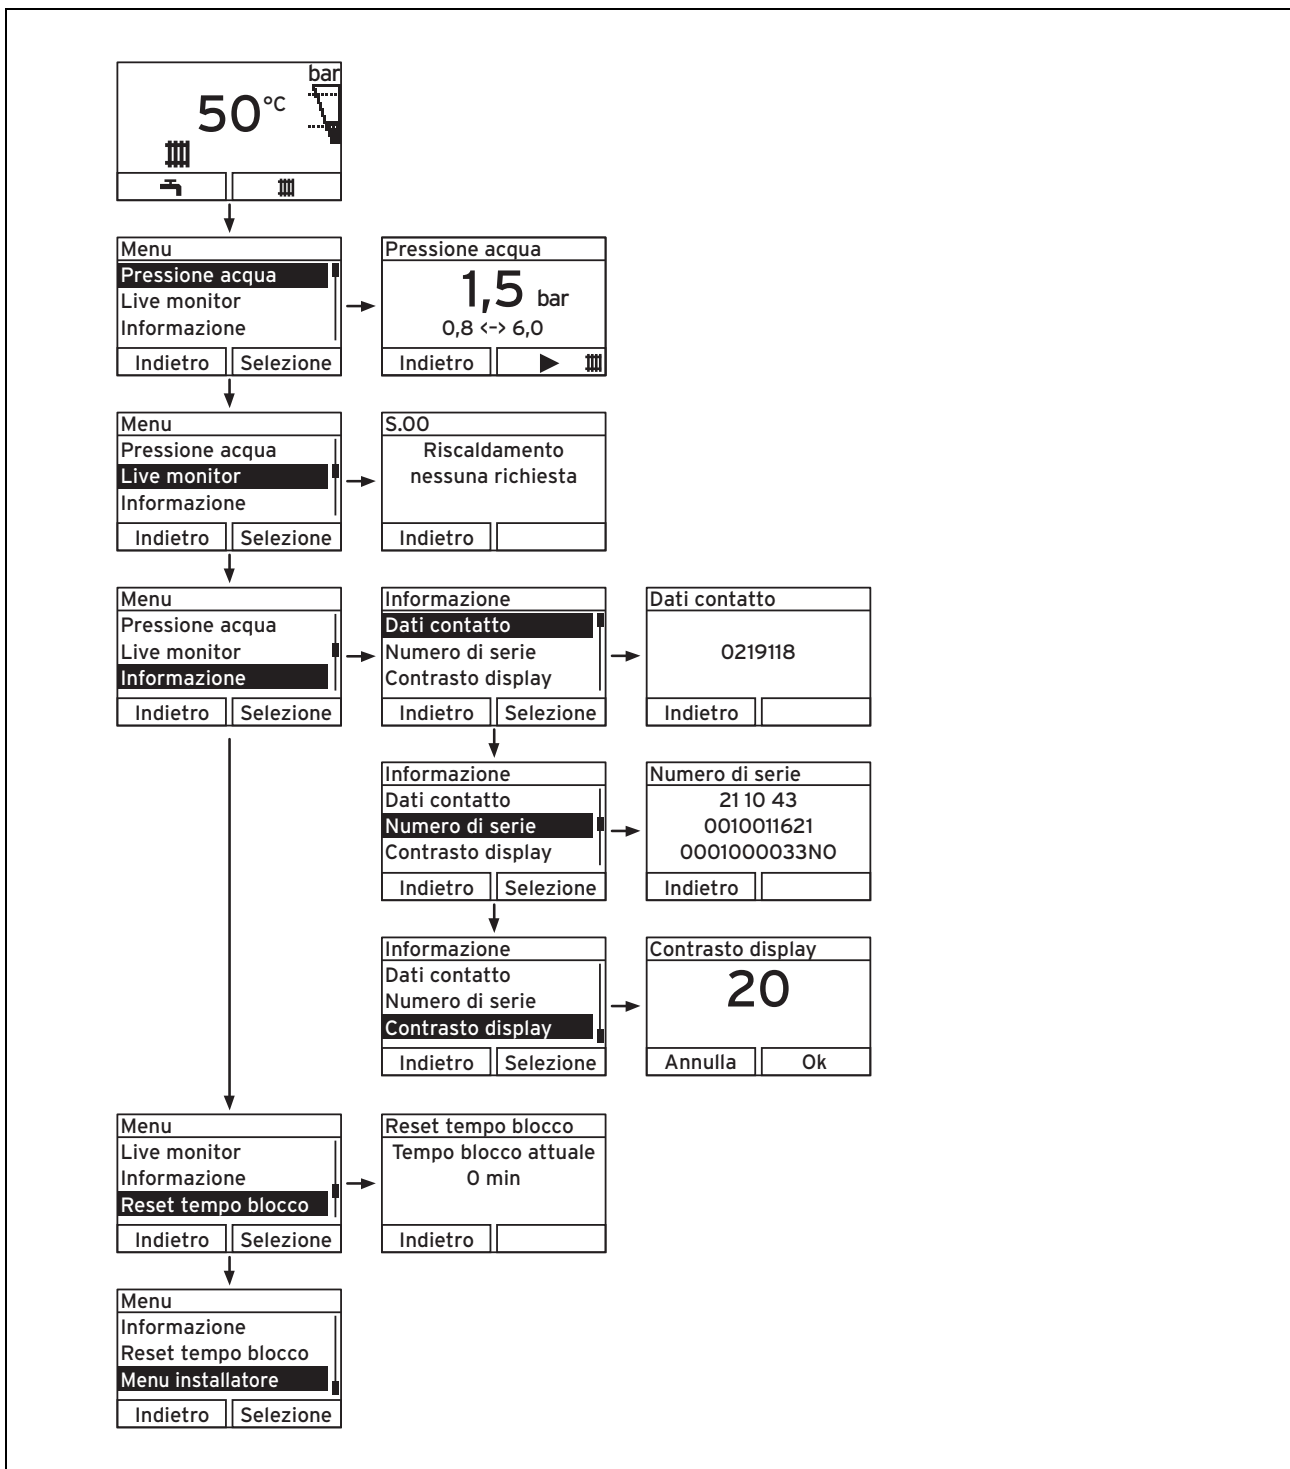 bar
50°C
Menu
Pressione acqua
Live monitor
Informazione
Indietro Selezione
Pressione acqua
1,5 bar
0,8 <-> 6,0
Indietro
Menu
Pressione acqua
Live monitor
Informazione
Indietro Selezione
S.00
Riscaldamento
nessuna richiesta
Indietro
Menu
Pressione acqua
Live monitor
Informazione
Indietro Selezione
Informazione
Dati contatto
Numero di serie
Contrasto display
Indietro Selezione
Dati contatto
0219118
Indietro
Informazione
Dati contatto
Numero di serie
Contrasto display
Indietro Selezione
Numero di serie
21 10 43
0010011621
0001000033N0
Indietro
Informazione
Dati contatto
Numero di serie
Contrasto display
Indietro Selezione
Contrasto display
20
Annulla Ok
Menu
Live monitor
Informazione
Reset tempo blocco
Indietro Selezione
Reset tempo blocco
Tempo blocco attuale
0 min
Indietro
Menu
Informazione
Reset tempo blocco
Menu installatore
Indietro Selezione